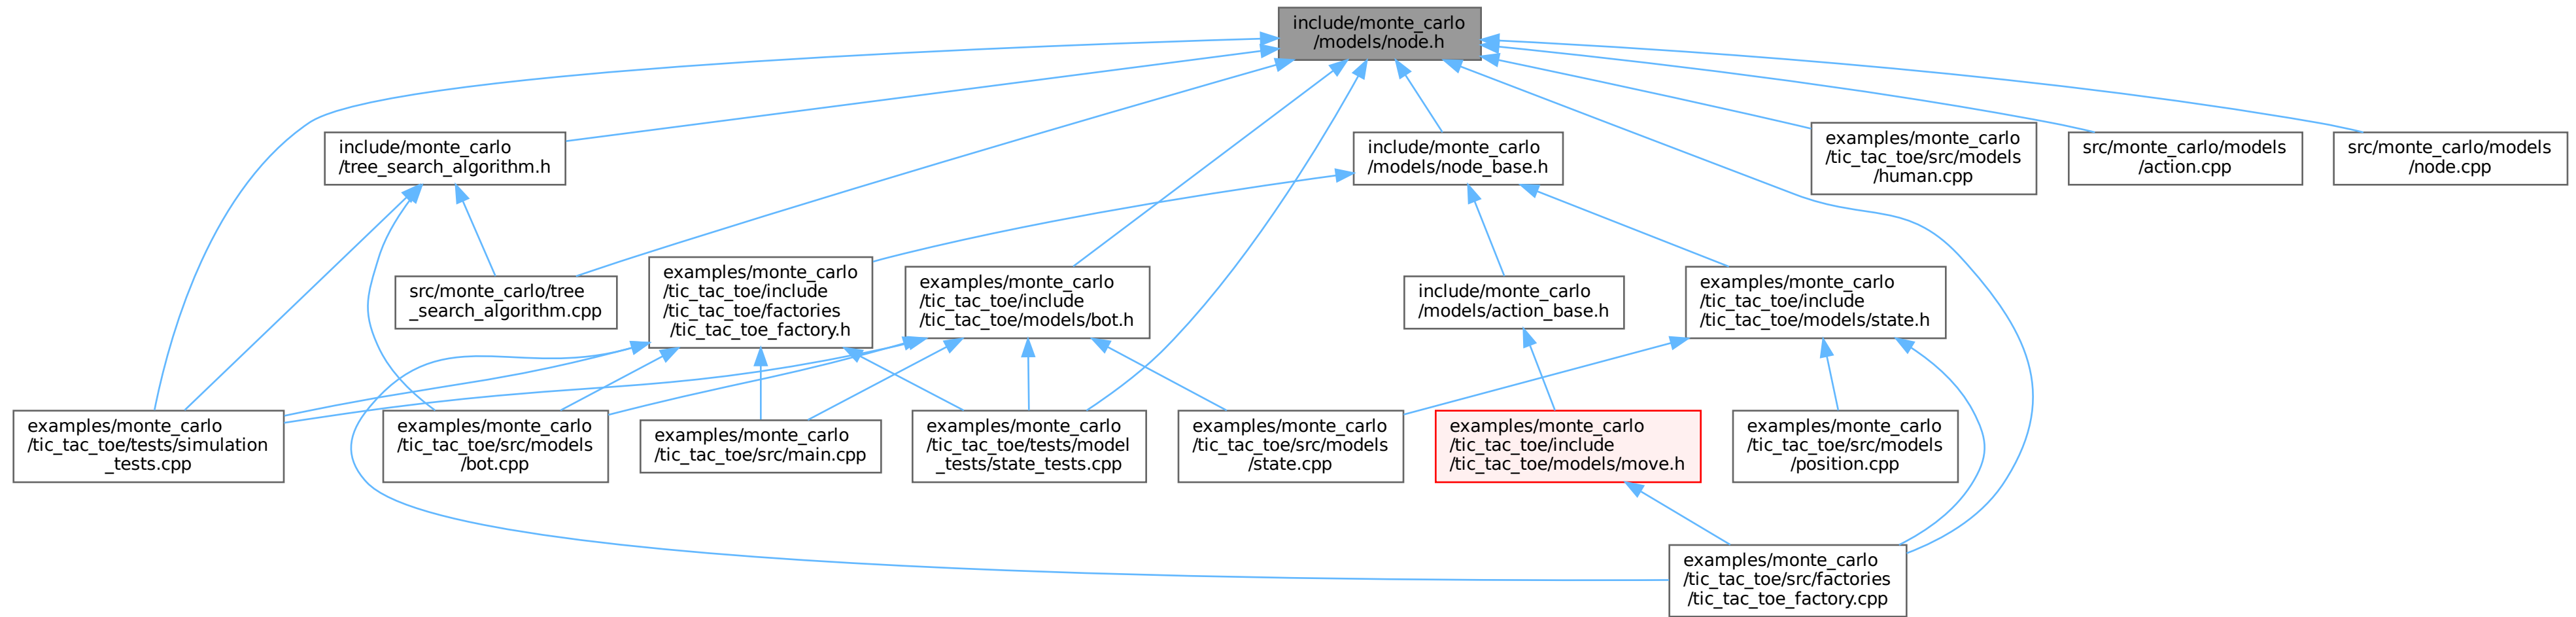 include/monte_carlo
/models/node.h
include/monte_carlo
/tree_search_algorithm.h
include/monte_carlo
/models/node_base.h
examples/monte_carlo
/tic_tac_toe/src/models
/human.cpp
src/monte_carlo/models
/action.cpp
src/monte_carlo/models
/node.cpp
src/monte_carlo/tree
_search_algorithm.cpp
examples/monte_carlo
/tic_tac_toe/include
/tic_tac_toe/factories
/tic_tac_toe_factory.h
examples/monte_carlo
/tic_tac_toe/include
/tic_tac_toe/models/bot.h
include/monte_carlo
/models/action_base.h
examples/monte_carlo
/tic_tac_toe/include
/tic_tac_toe/models/state.h
examples/monte_carlo
/tic_tac_toe/tests/simulation
_tests.cpp
examples/monte_carlo
/tic_tac_toe/src/models
/bot.cpp
examples/monte_carlo
/tic_tac_toe/src/main.cpp
examples/monte_carlo
/tic_tac_toe/tests/model
_tests/state_tests.cpp
examples/monte_carlo
/tic_tac_toe/src/models
/state.cpp
examples/monte_carlo
/tic_tac_toe/include
/tic_tac_toe/models/move.h
examples/monte_carlo
/tic_tac_toe/src/models
/position.cpp
examples/monte_carlo
/tic_tac_toe/src/factories
/tic_tac_toe_factory.cpp